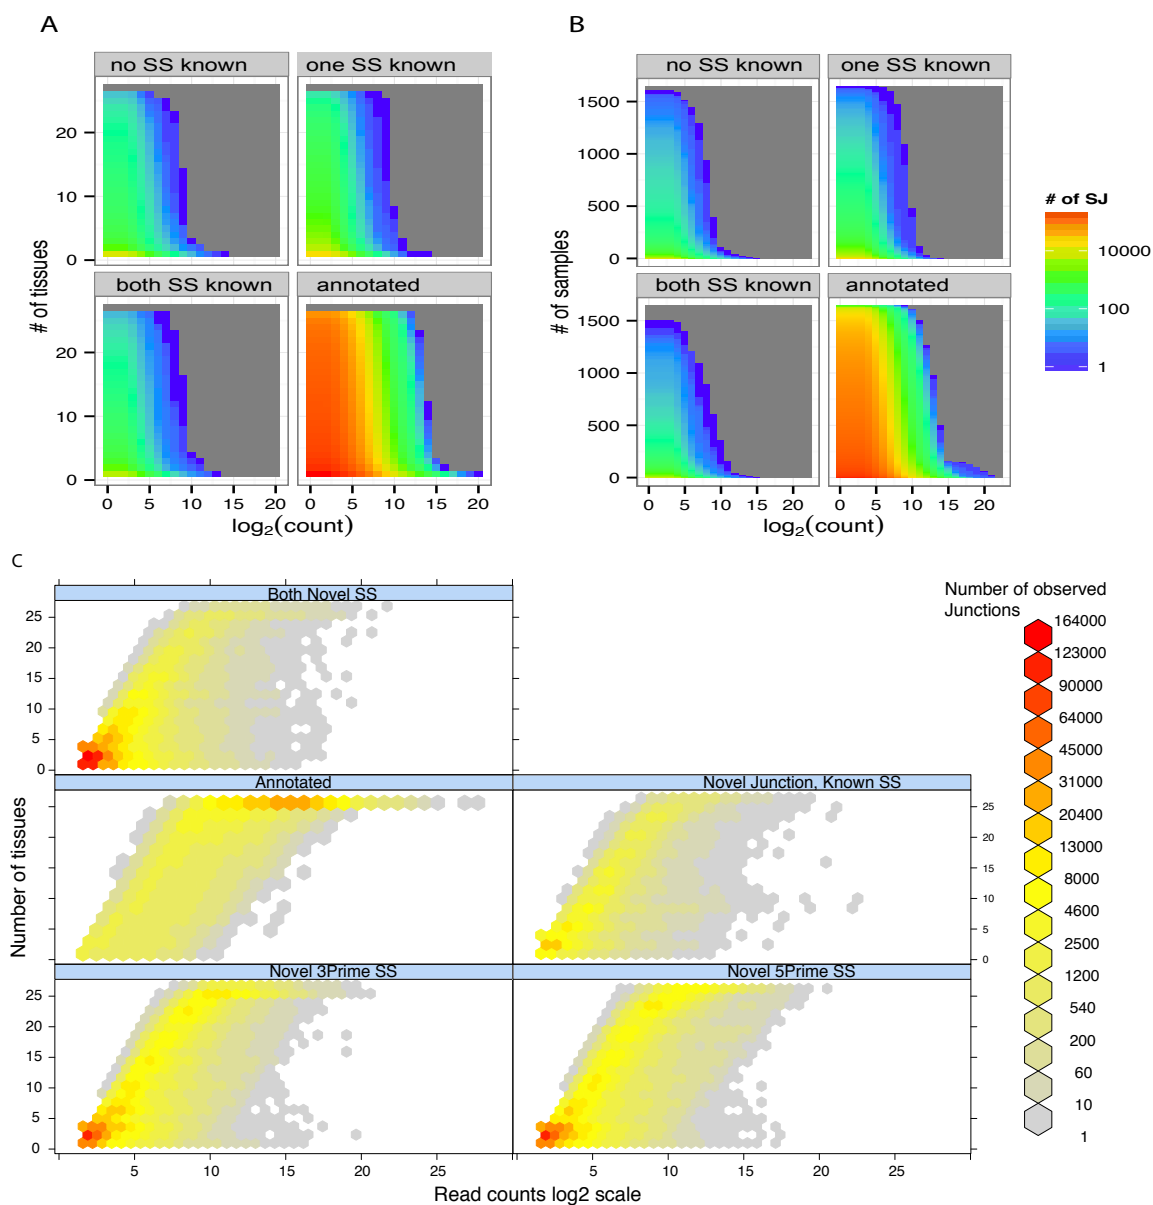 A
B
no SS known
one SS known
no SS known
one SS known
20
10
0
1500
1000
500
0
# of SJ
10000
100
1
both SS known
annotated
both SS known
annotated
20
10
0
1500
1000
500
0
# of tissues
# of samples
0 5 10 15 20
0 5 10 15 20
0 5 10 15 20
0 5 10 15 20
log2(count)
log2(count)
C
Both Novel SS
25
20
15
10
5
0
Annotated
Novel Junction, Known SS
25
20
15
10
5
0
Novel 3Prime SS
Novel 5Prime SS
25
20
15
10
5
0
5 10 15 20 25
5 10 15 20 25
Number of tissues
Read counts log2 scale
Number of observed
Junctions
164000
123000
90000
64000
45000
31000
20400
13000
8000
4600
2500
1200
540
200
60
10
1